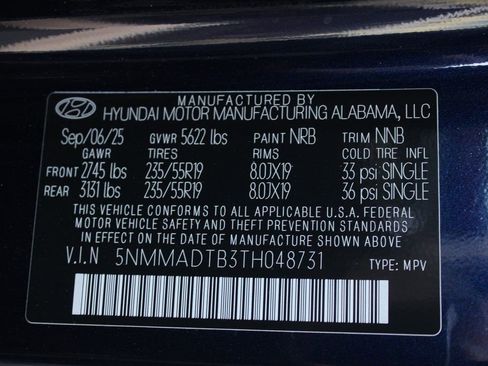 MANUFACTURED BY
HYUNDAI MOTOR MANUFACTURING ALABAMA, LLC
Sep/06/25 GVWR 5622 lbs PAINT NRB TRIM NNB
GAWR TIRES RIMS COLD TIRE INFL
FRONT 2745 lbs 235/55R19 8.0JX19 33 psi SINGLE
REAR 3131 lbs 235/55R19 8.0JX19 36 psi SINGLE
THIS VEHICLE CONFORMS TO ALL APPLICABLE U.S.A. FEDERAL
MOTOR VEHICLE SAFETY AND THEFT PREVENTION STANDARDS
IN EFFECT ON THE DATE OF MANUFACTURE SHOWN ABOVE.
V.I.N 5NMMADTB3TH048731 TYPE: MPV